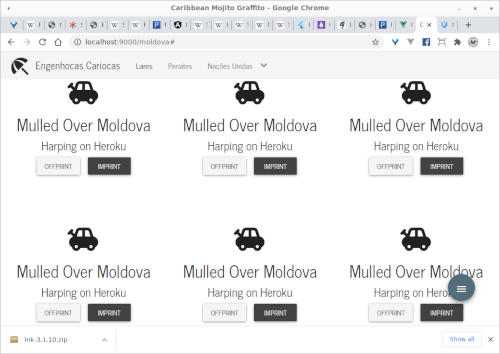 Caribbean Mojito Graffito - Google Chrome
localhost:9000/moldova#
Engenhocas Cariocas Lares Penates Nações Unidas
Mulled Over Moldova Mulled Over Moldova Mulled Over Moldova
Harping on Heroku Harping on Heroku Harping on Heroku
OFFPRINT IMPRINT OFFPRINT IMPRINT OFFPRINT IMPRINT
Mulled Over Moldova Mulled Over Moldova Mulled Over Moldova
Harping on Heroku Harping on Heroku Harping on Heroku
OFFPRINT IMPRINT OFFPRINT IMPRINT OFFPRINT IMPRINT
ink-3.1.10.zip Show all